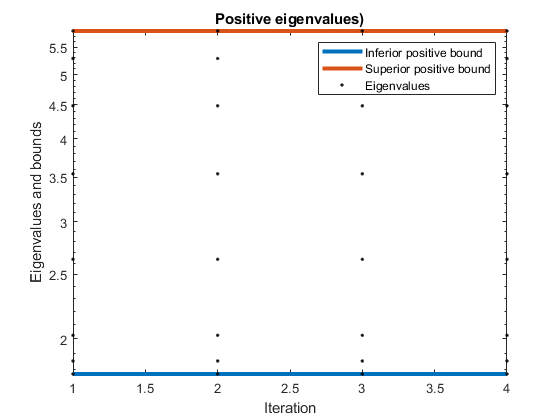 Positive eigenvalues)
Inferior positive bound
Superior positive bound
Eigenvalues
Eigenvalues and bounds
5.5
5
4.5
4
3.5
3
2.5
2
1 1.5 2 2.5 3 3.5 4
Iteration